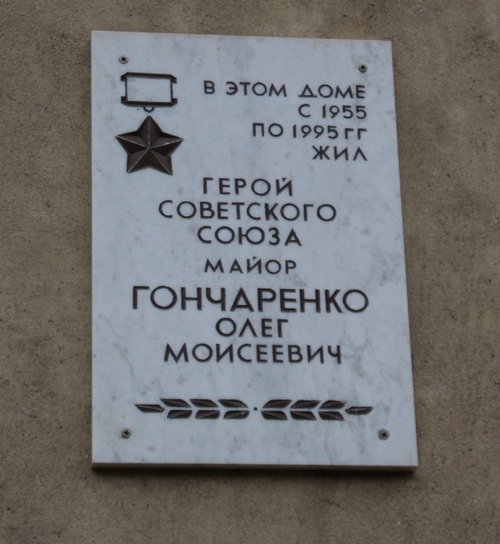 В ЭТОМ ДОМЕ
С 1955
ПО 1995 ГГ
ЖИЛ
ГЕРОЙ
СОВЕТСКОГО
СОЮЗА
МАЙОР
ГОНЧАРЕНКО
ОЛЕГ
МОИСЕЕВИЧ